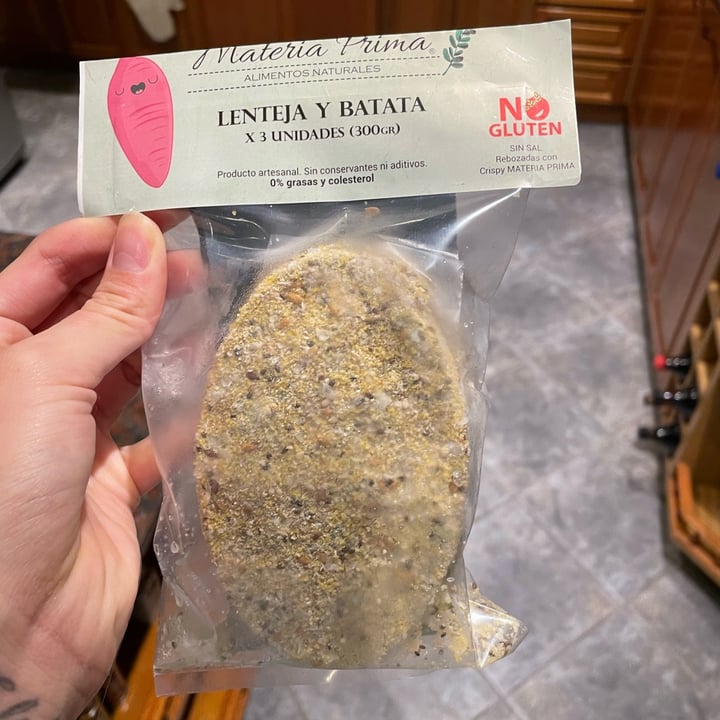 Materia Prima®
ALIMENTOS NATURALES
LENTEJA Y BATATA
X 3 UNIDADES (300GR)
Producto artesanal. Sin conservantes ni aditivos.
0% grasas y colesterol
NO
GLUTEN
SIN SAL
Rebozadas con
Crispy MATERIA PRIMA